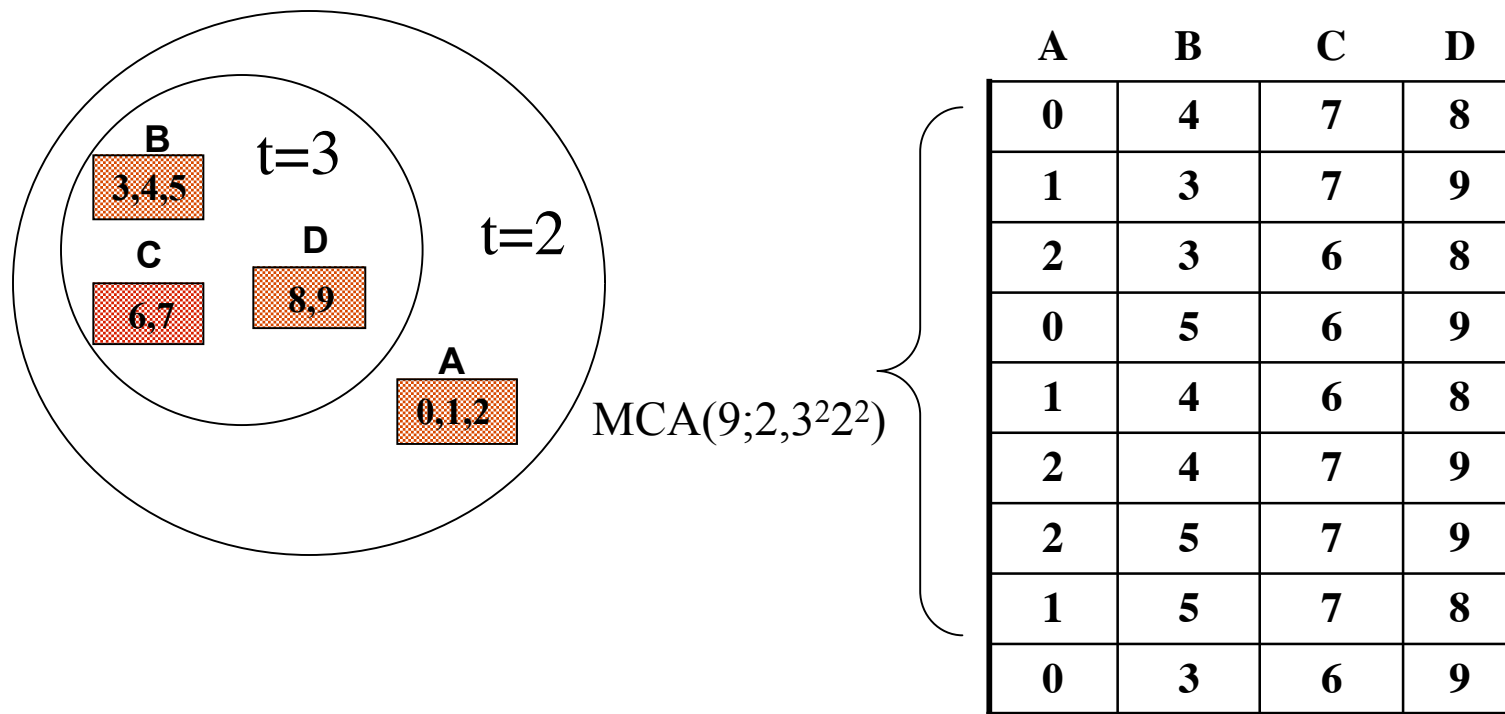 B
3,4,5
t=3
C
6,7
D
8,9
t=2
A
0,1,2
MCA(9;2,3²2²)
A B C D
0 4 7 8
1 3 7 9
2 3 6 8
0 5 6 9
1 4 6 8
2 4 7 9
2 5 7 9
1 5 7 8
0 3 6 9